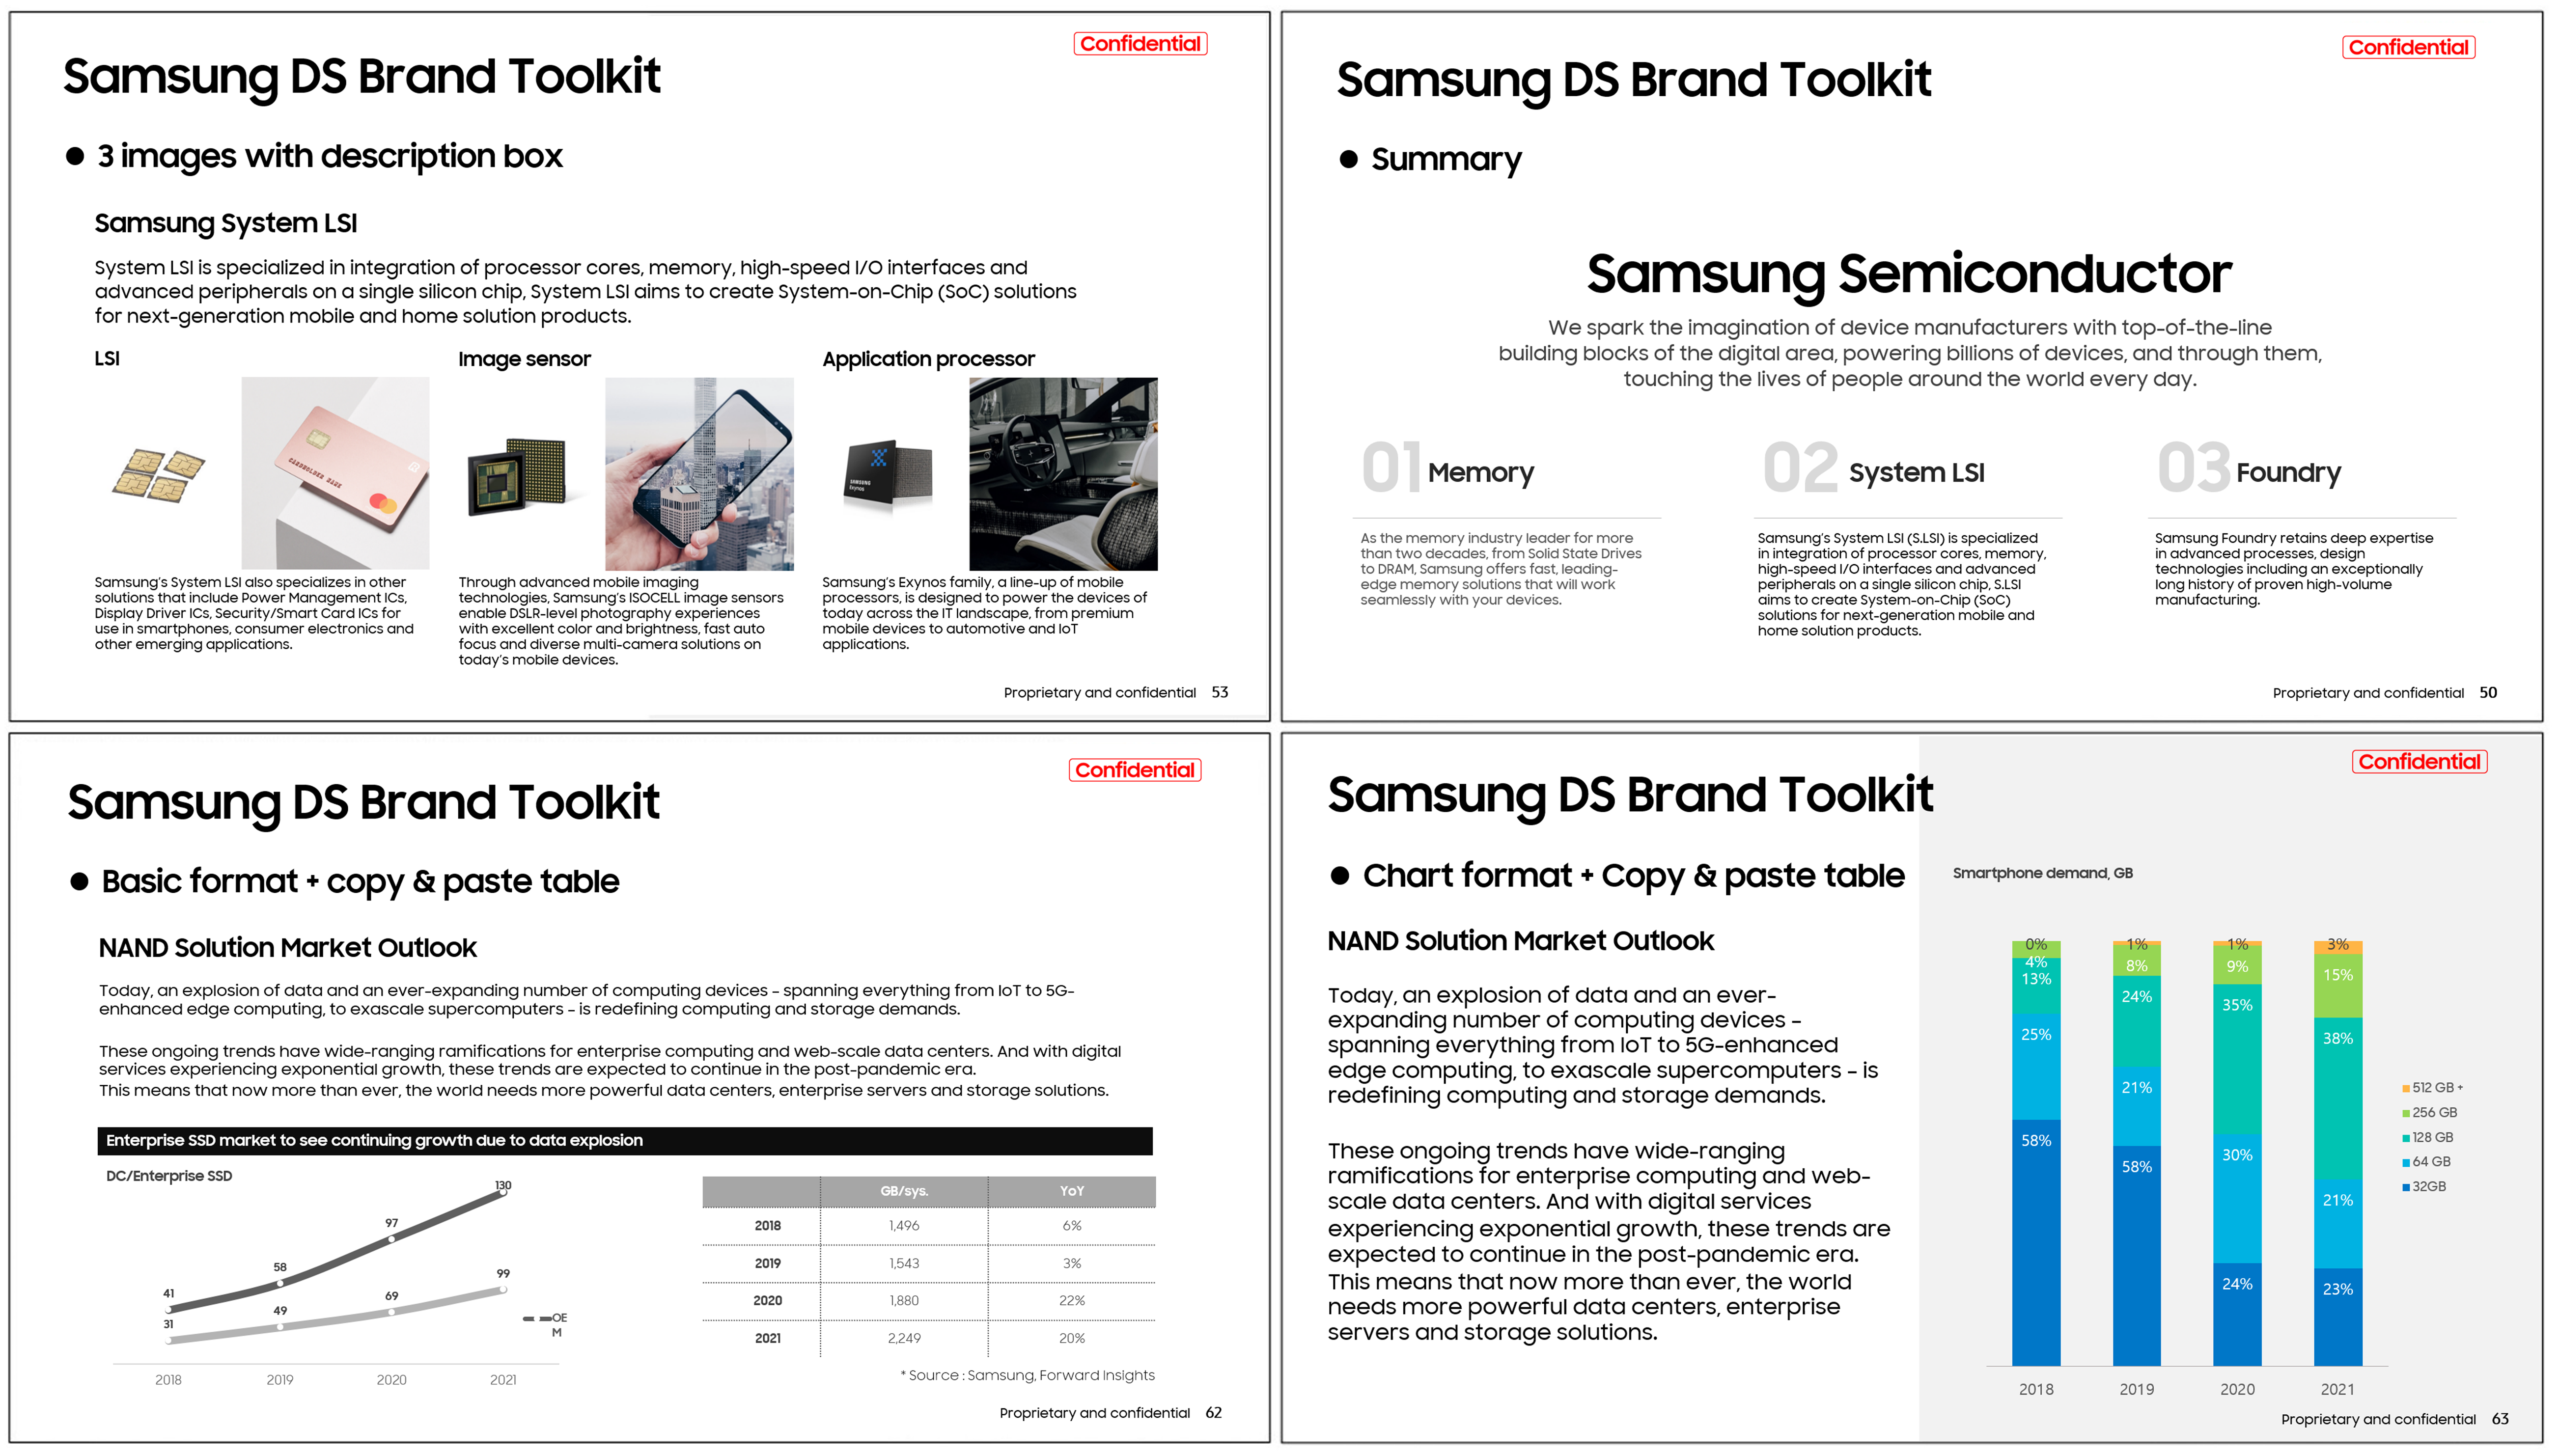 Confidential
Samsung DS Brand Toolkit
● 3 images with description box
Samsung System LSI
System LSI is specialized in integration of processor cores, memory, high-speed I/O interfaces and
advanced peripherals on a single silicon chip, System LSI aims to create System-on-Chip (SoC) solutions
for next-generation mobile and home solution products.
LSI
CARDHOLDER NAME
Samsung's System LSI also specializes in other
solutions that include Power Management ICs,
Display Driver ICs, Security/Smart Card ICs for
use in smartphones, consumer electronics and
other emerging applications.
Image sensor
Through advanced mobile imaging
technologies, Samsung's ISOCELL image sensors
enable DSLR-level photography experiences
with excellent color and brightness, fast auto
focus and diverse multi-camera solutions on
today's mobile devices.
Application processor
SAMSUNG
Exynos
Samsung's Exynos family, a line-up of mobile
processors, is designed to power the devices of
today across the IT landscape, from premium
mobile devices to automotive and IoT
applications.
Proprietary and confidential 53
Confidential
Samsung DS Brand Toolkit
● Summary
Samsung Semiconductor
We spark the imagination of device manufacturers with top-of-the-line
building blocks of the digital area, powering billions of devices, and through them,
touching the lives of people around the world every day.
01 Memory
As the memory industry leader for more
than two decades, from Solid State Drives
to DRAM, Samsung offers fast, leading-
edge memory solutions that will work
seamlessly with your devices.
02 System LSI
Samsung's System LSI (S.LSI) is specialized
in integration of processor cores, memory,
high-speed I/O interfaces and advanced
peripherals on a single silicon chip, S.LSI
aims to create System-on-Chip (SoC)
solutions for next-generation mobile and
home solution products.
03 Foundry
Samsung Foundry retains deep expertise
in advanced processes, design
technologies including an exceptionally
long history of proven high-volume
manufacturing.
Proprietary and confidential 50
Confidential
Samsung DS Brand Toolkit
● Basic format + copy & paste table
NAND Solution Market Outlook
Today, an explosion of data and an ever-expanding number of computing devices – spanning everything from IoT to 5G-
enhanced edge computing, to exascale supercomputers – is redefining computing and storage demands.
These ongoing trends have wide-ranging ramifications for enterprise computing and web-scale data centers. And with digital
services experiencing exponential growth, these trends are expected to continue in the post-pandemic era.
This means that now more than ever, the world needs more powerful data centers, enterprise servers and storage solutions.
Enterprise SSD market to see continuing growth due to data explosion
DC/Enterprise SSD
130
97
58
41
99
69
49
31
OE
M
2018 2019 2020 2021
GB/sys. YoY
2018 1,496 6%
2019 1,543 3%
2020 1,880 22%
2021 2,249 20%
* Source : Samsung, Forward Insights
Proprietary and confidential 62
Confidential
Samsung DS Brand Toolkit
● Chart format + Copy & paste table
NAND Solution Market Outlook
Today, an explosion of data and an ever-
expanding number of computing devices –
spanning everything from IoT to 5G-enhanced
edge computing, to exascale supercomputers – is
redefining computing and storage demands.
These ongoing trends have wide-ranging
ramifications for enterprise computing and web-
scale data centers. And with digital services
experiencing exponential growth, these trends are
expected to continue in the post-pandemic era.
This means that now more than ever, the world
needs more powerful data centers, enterprise
servers and storage solutions.
Smartphone demand, GB
0% 1% 1% 3%
4% 8% 9% 15%
13% 24% 35% 38%
25% 21% 30% 21%
58% 58% 24% 23%
2018 2019 2020 2021
512 GB +
256 GB
128 GB
64 GB
32GB
Proprietary and confidential 63